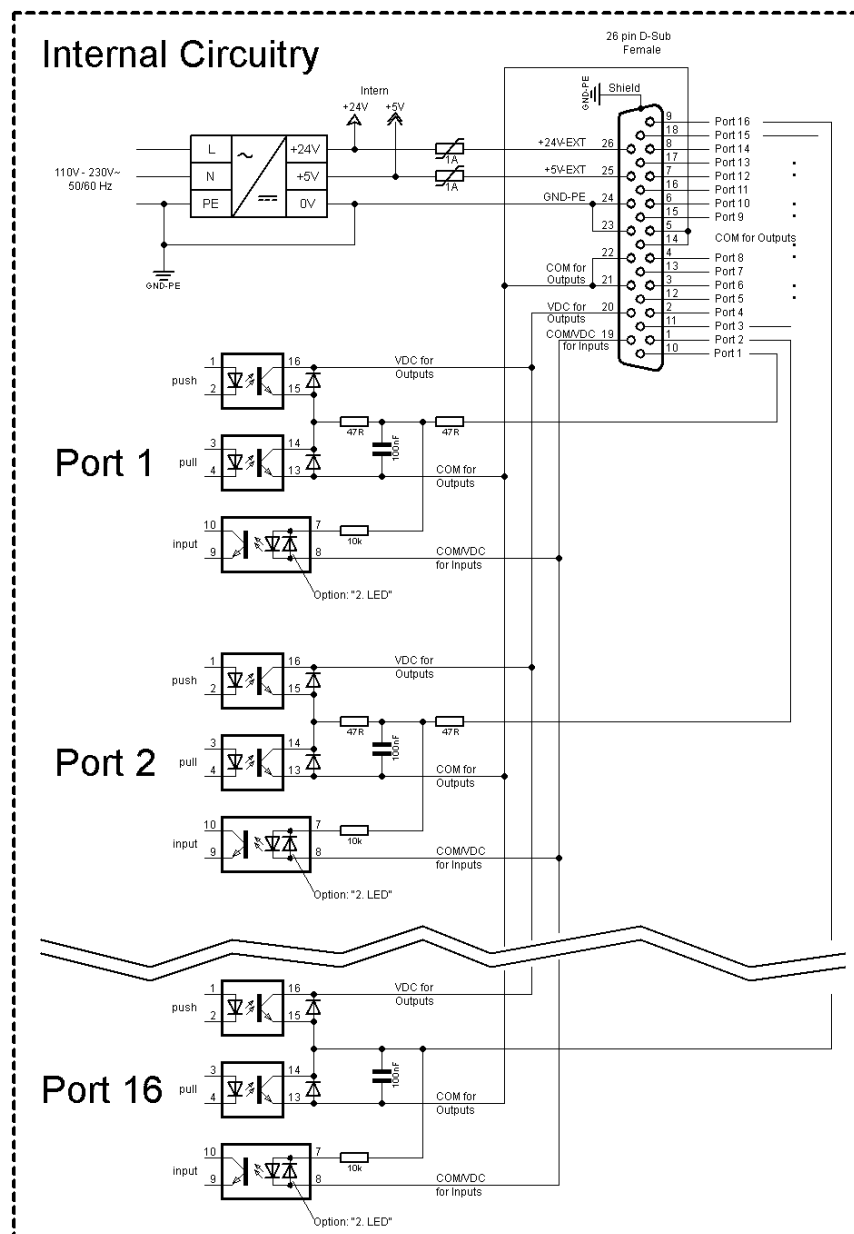 Internal Circuitry
26 pin D-Sub
Female
GND-PE
Shield
Intern
+24V
+5V
110V - 230V~
50/60 Hz
L
N
PE
~
+24V
+5V
0V
1A
1A
GND-PE
+24V-EXT 26
+5V-EXT 25
GND-PE 24
23
22
COM for
Outputs
21
VDC for
Outputs
20
COM/VDC 19
for Inputs
9 Port 16
18 Port 15
8 Port 14
17 Port 13
7 Port 12
16 Port 11
6 Port 10
15 Port 9
5
14 COM for Outputs
4 Port 8
13 Port 7
3 Port 6
12 Port 5
2 Port 4
11 Port 3
1 Port 2
10 Port 1
Port 1
push
1
2
16
15
VDC for
Outputs
47R
100nF
47R
pull
3
4
14
13
COM for
Outputs
input
10
9
7
8
10k
COM/VDC
for Inputs
Option: "2. LED"
Port 2
push
1
2
16
15
VDC for
Outputs
47R
100nF
47R
pull
3
4
14
13
COM for
Outputs
input
10
9
7
8
10k
COM/VDC
for Inputs
Option: "2. LED"
Port 16
push
1
2
16
15
VDC for
Outputs
100nF
pull
3
4
14
13
COM for
Outputs
input
10
9
7
8
10k
COM/VDC
for Inputs
Option: "2. LED"